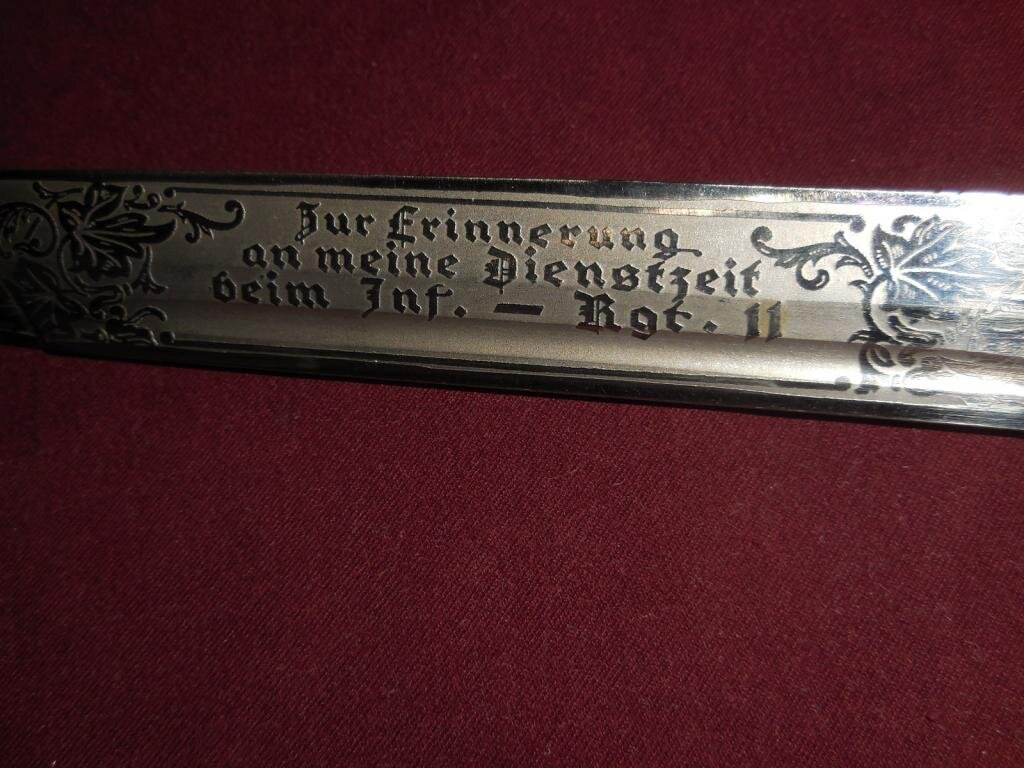 Zur Erinnerung
an meine Dienstzeit
beim Inf. – Rgt. 11